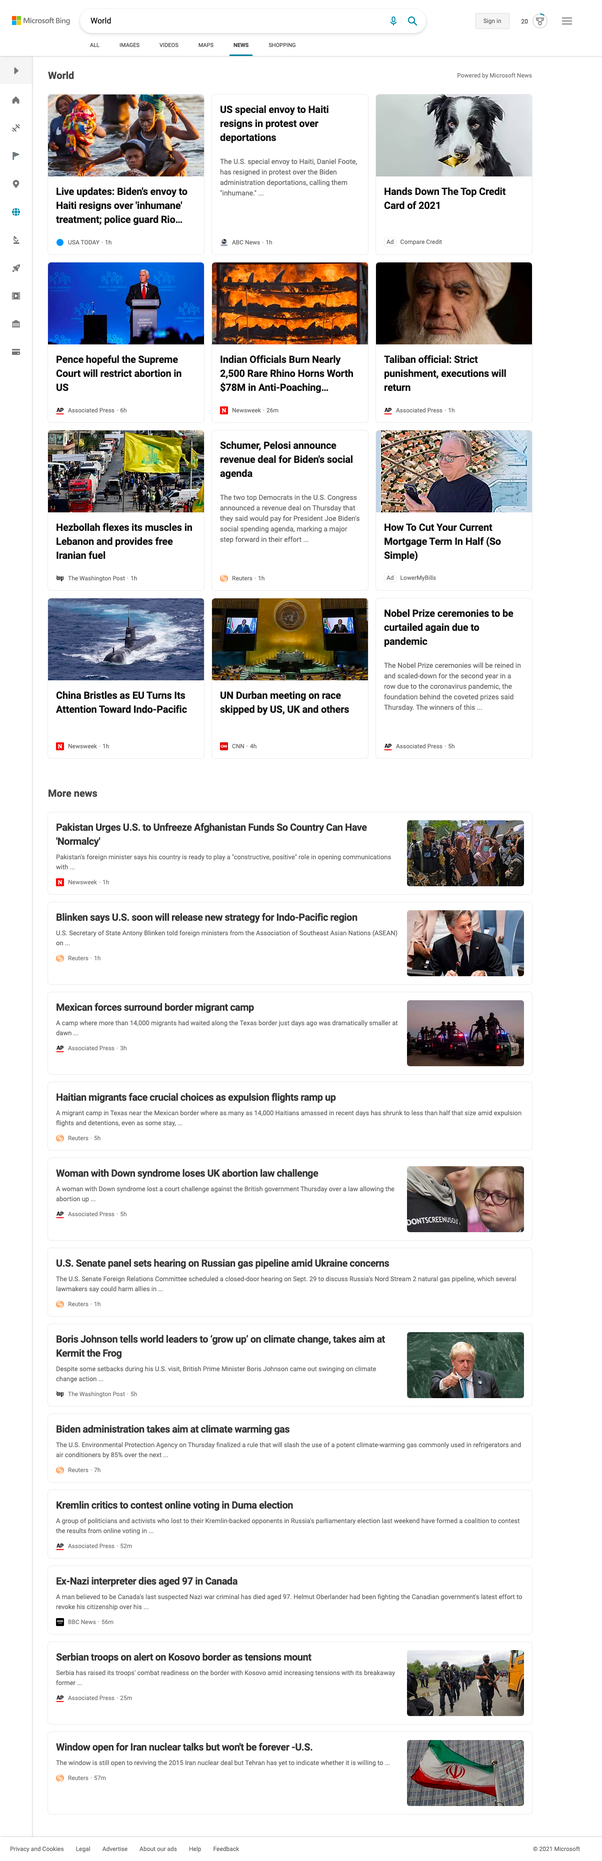 Microsoft Bing
World
Sign in
20
ALL
IMAGES
VIDEOS
MAPS
NEWS
SHOPPING
World
Powered by Microsoft News
Live updates: Biden's envoy to
Haiti resigns over 'inhumane'
treatment; police guard Rio...
USA TODAY · 1h
US special envoy to Haiti
resigns in protest over
deportations
The U.S. special envoy to Haiti, Daniel Foote,
has resigned in protest over the Biden
administration deportations, calling them
"inhumane." ...
ABC News · 1h
Hands Down The Top Credit
Card of 2021
Ad Compare Credit
Pence hopeful the Supreme
Court will restrict abortion in
US
AP Associated Press · 6h
Indian Officials Burn Nearly
2,500 Rare Rhino Horns Worth
$78M in Anti-Poaching...
N Newsweek · 26m
Taliban official: Strict
punishment, executions will
return
AP Associated Press · 1h
Hezbollah flexes its muscles in
Lebanon and provides free
Iranian fuel
wp The Washington Post · 1h
Schumer, Pelosi announce
revenue deal for Biden's social
agenda
The two top Democrats in the U.S. Congress
announced a revenue deal on Thursday that
they said would pay for President Joe Biden's
social spending agenda, marking a major
step forward in their effort ...
Reuters · 1h
How To Cut Your Current
Mortgage Term In Half (So
Simple)
Ad LowerMyBills
China Bristles as EU Turns Its
Attention Toward Indo-Pacific
N Newsweek · 1h
UN Durban meeting on race
skipped by US, UK and others
CNN CNN · 4h
Nobel Prize ceremonies to be
curtailed again due to
pandemic
The Nobel Prize ceremonies will be reined in
and scaled-down for the second year in a
row due to the coronavirus pandemic, the
foundation behind the coveted prizes said
Thursday. The winners of this ...
AP Associated Press · 5h
More news
Pakistan Urges U.S. to Unfreeze Afghanistan Funds So Country Can Have
'Normalcy'
Pakistan's foreign minister says his country is ready to play a "constructive, positive" role in opening communications
with ...
N Newsweek · 1h
Blinken says U.S. soon will release new strategy for Indo-Pacific region
U.S. Secretary of State Antony Blinken told foreign ministers from the Association of Southeast Asian Nations (ASEAN)
on ...
Reuters · 1h
Mexican forces surround border migrant camp
A camp where more than 14,000 migrants had waited along the Texas border just days ago was dramatically smaller at
dawn ...
AP Associated Press · 3h
Haitian migrants face crucial choices as expulsion flights ramp up
A migrant camp in Texas near the Mexican border where as many as 14,000 Haitians amassed in recent days has shrunk to less than half that size amid expulsion
flights and detentions, even as some stay, ...
Reuters · 5h
Woman with Down syndrome loses UK abortion law challenge
A woman with Down syndrome lost a court challenge against the British government Thursday over a law allowing the
abortion up ...
AP Associated Press · 5h
DONTSCREENUSOU
U.S. Senate panel sets hearing on Russian gas pipeline amid Ukraine concerns
The U.S. Senate Foreign Relations Committee scheduled a closed-door hearing on Sept. 29 to discuss Russia's Nord Stream 2 natural gas pipeline, which several
lawmakers say could harm allies in ...
Reuters · 1h
Boris Johnson tells world leaders to 'grow up' on climate change, takes aim at
Kermit the Frog
Despite some setbacks during his U.S. visit, British Prime Minister Boris Johnson came out swinging on climate
change action ...
wp The Washington Post · 5h
Biden administration takes aim at climate warming gas
The U.S. Environmental Protection Agency on Thursday finalized a rule that will slash the use of a potent climate-warming gas commonly used in refrigerators and
air conditioners by 85% over the next ...
Reuters · 7h
Kremlin critics to contest online voting in Duma election
A group of politicians and activists who lost to their Kremlin-backed opponents in Russia's parliamentary election last weekend have formed a coalition to contest
the results from online voting in ...
AP Associated Press · 52m
Ex-Nazi interpreter dies aged 97 in Canada
A man believed to be Canada's last suspected Nazi war criminal has died aged 97. Helmut Oberlander had been fighting the Canadian government's latest effort to
revoke his citizenship over his ...
BBC News · 56m
Serbian troops on alert on Kosovo border as tensions mount
Serbia has raised its troops' combat readiness on the border with Kosovo amid increasing tensions with its breakaway
former ...
AP Associated Press · 25m
Window open for Iran nuclear talks but won't be forever -U.S.
The window is still open to reviving the 2015 Iran nuclear deal but Tehran has yet to indicate whether it is willing to ...
Reuters · 57m
Privacy and Cookies
Legal
Advertise
About our ads
Help
Feedback
© 2021 Microsoft